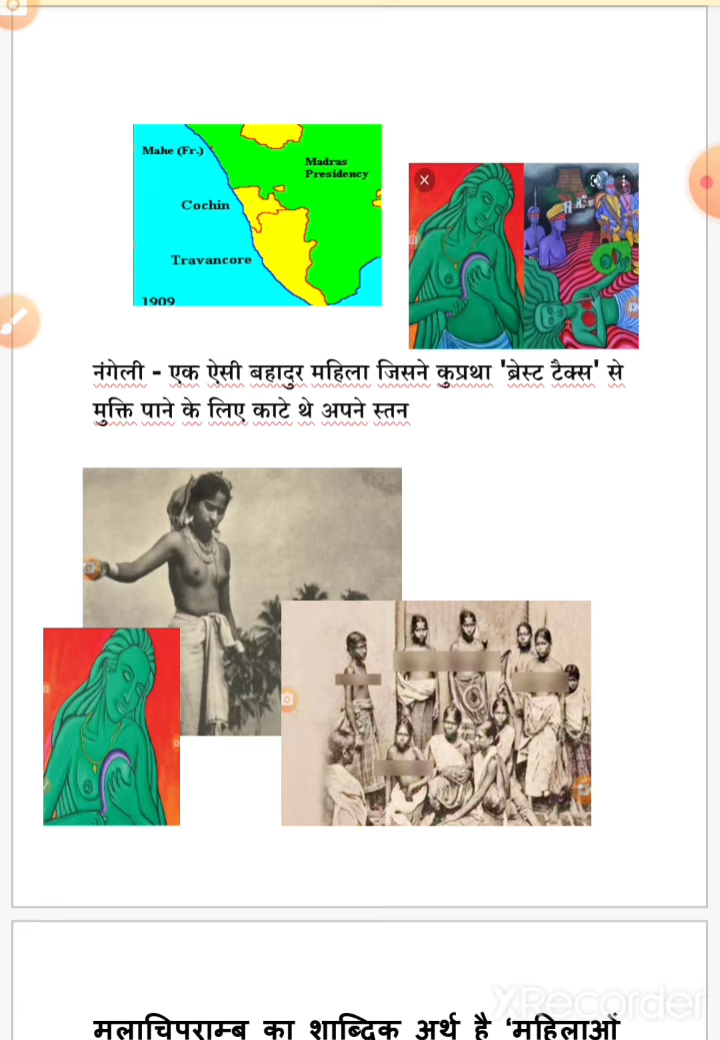 Mahe (Fr.)
Madras
Presidency
Cochin
Travancore
1909
नंगेली - एक ऐसी बहादुर महिला जिसने कुप्रथा 'ब्रेस्ट टैक्स' से
मुक्ति पाने के लिए काटे थे अपने स्तन
XRecorder
मलाचिपराम्ब का शाब्दिक अर्थ है ‘महिलाओं